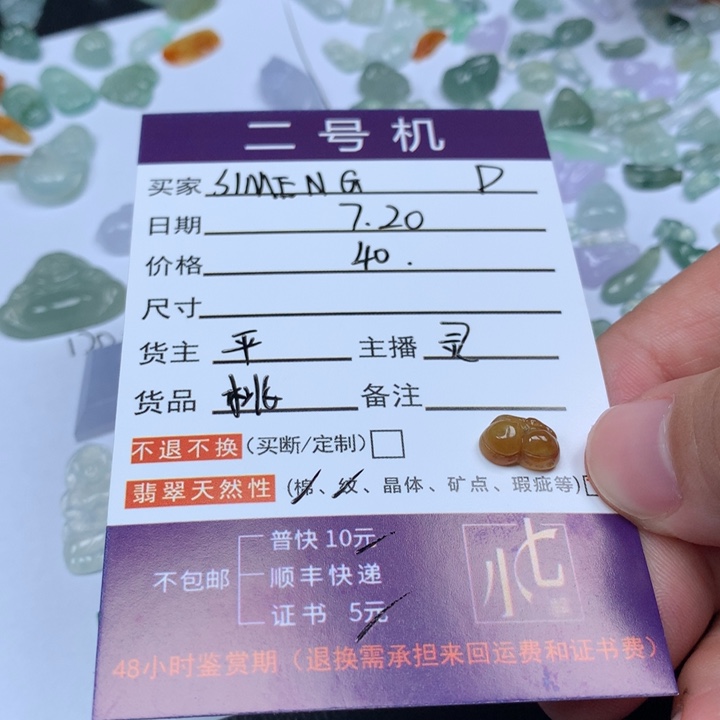 二号机
买家 SIMENG D
日期 7.20
价格 40.
尺寸
货主 平 主播 灵
货品 桃 备注
不退不换(买断/定制)
翡翠天然性(棉、纹、晶体、矿点、瑕疵等)
普快 10元
不包邮 顺丰快递
证书 5元
小七
48小时鉴赏期(退换需承担来回运费和证书费)